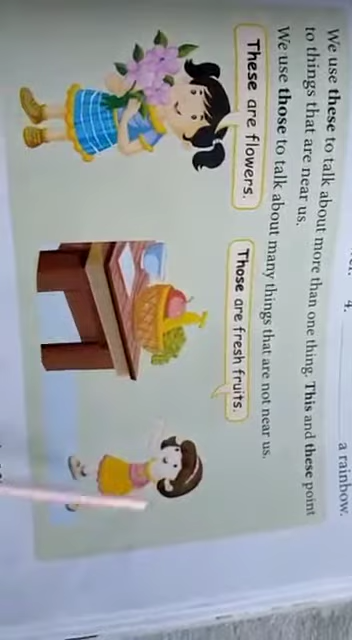 4.
a rainbow.
We use these to talk about more than one thing. This and these point
to things that are near us.
We use those to talk about many things that are not near us.
These are flowers.
Those are fresh fruits.